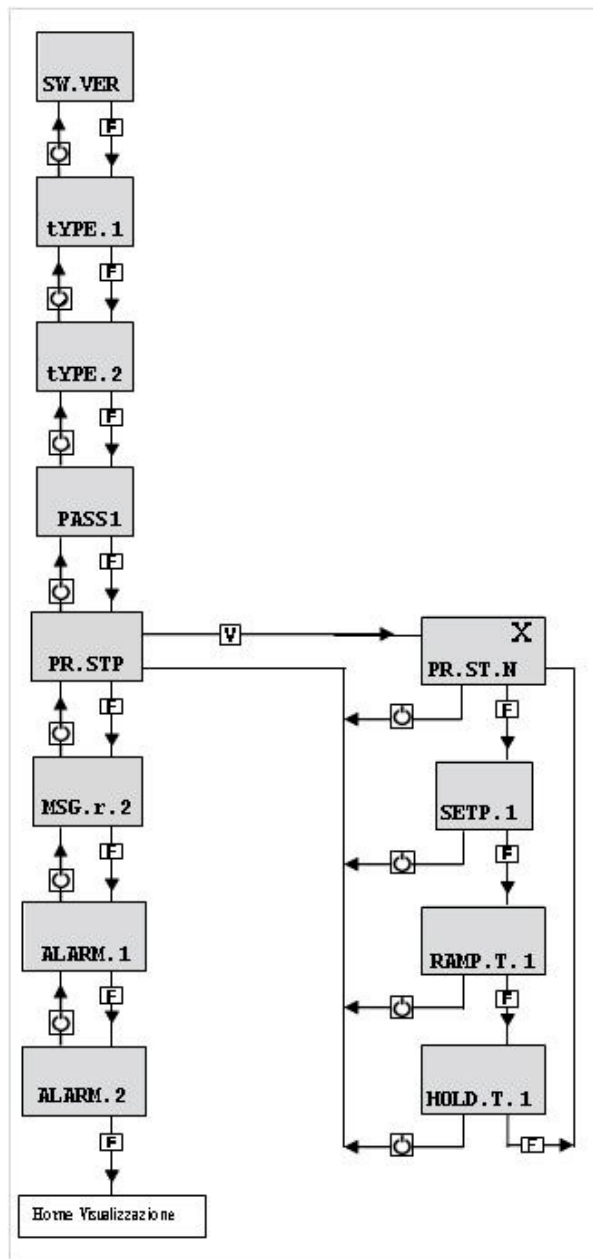 SW.VER
F
tYPE.1
F
tYPE.2
F
PASS1
F
PR.STP
V
X
PR.ST.N
F
F
MSG.r.2
SETP.1
F
F
ALARM.1
RAMP.T.1
F
F
ALARM.2
HOLD.T.1
F
F
Home Visualizzazione